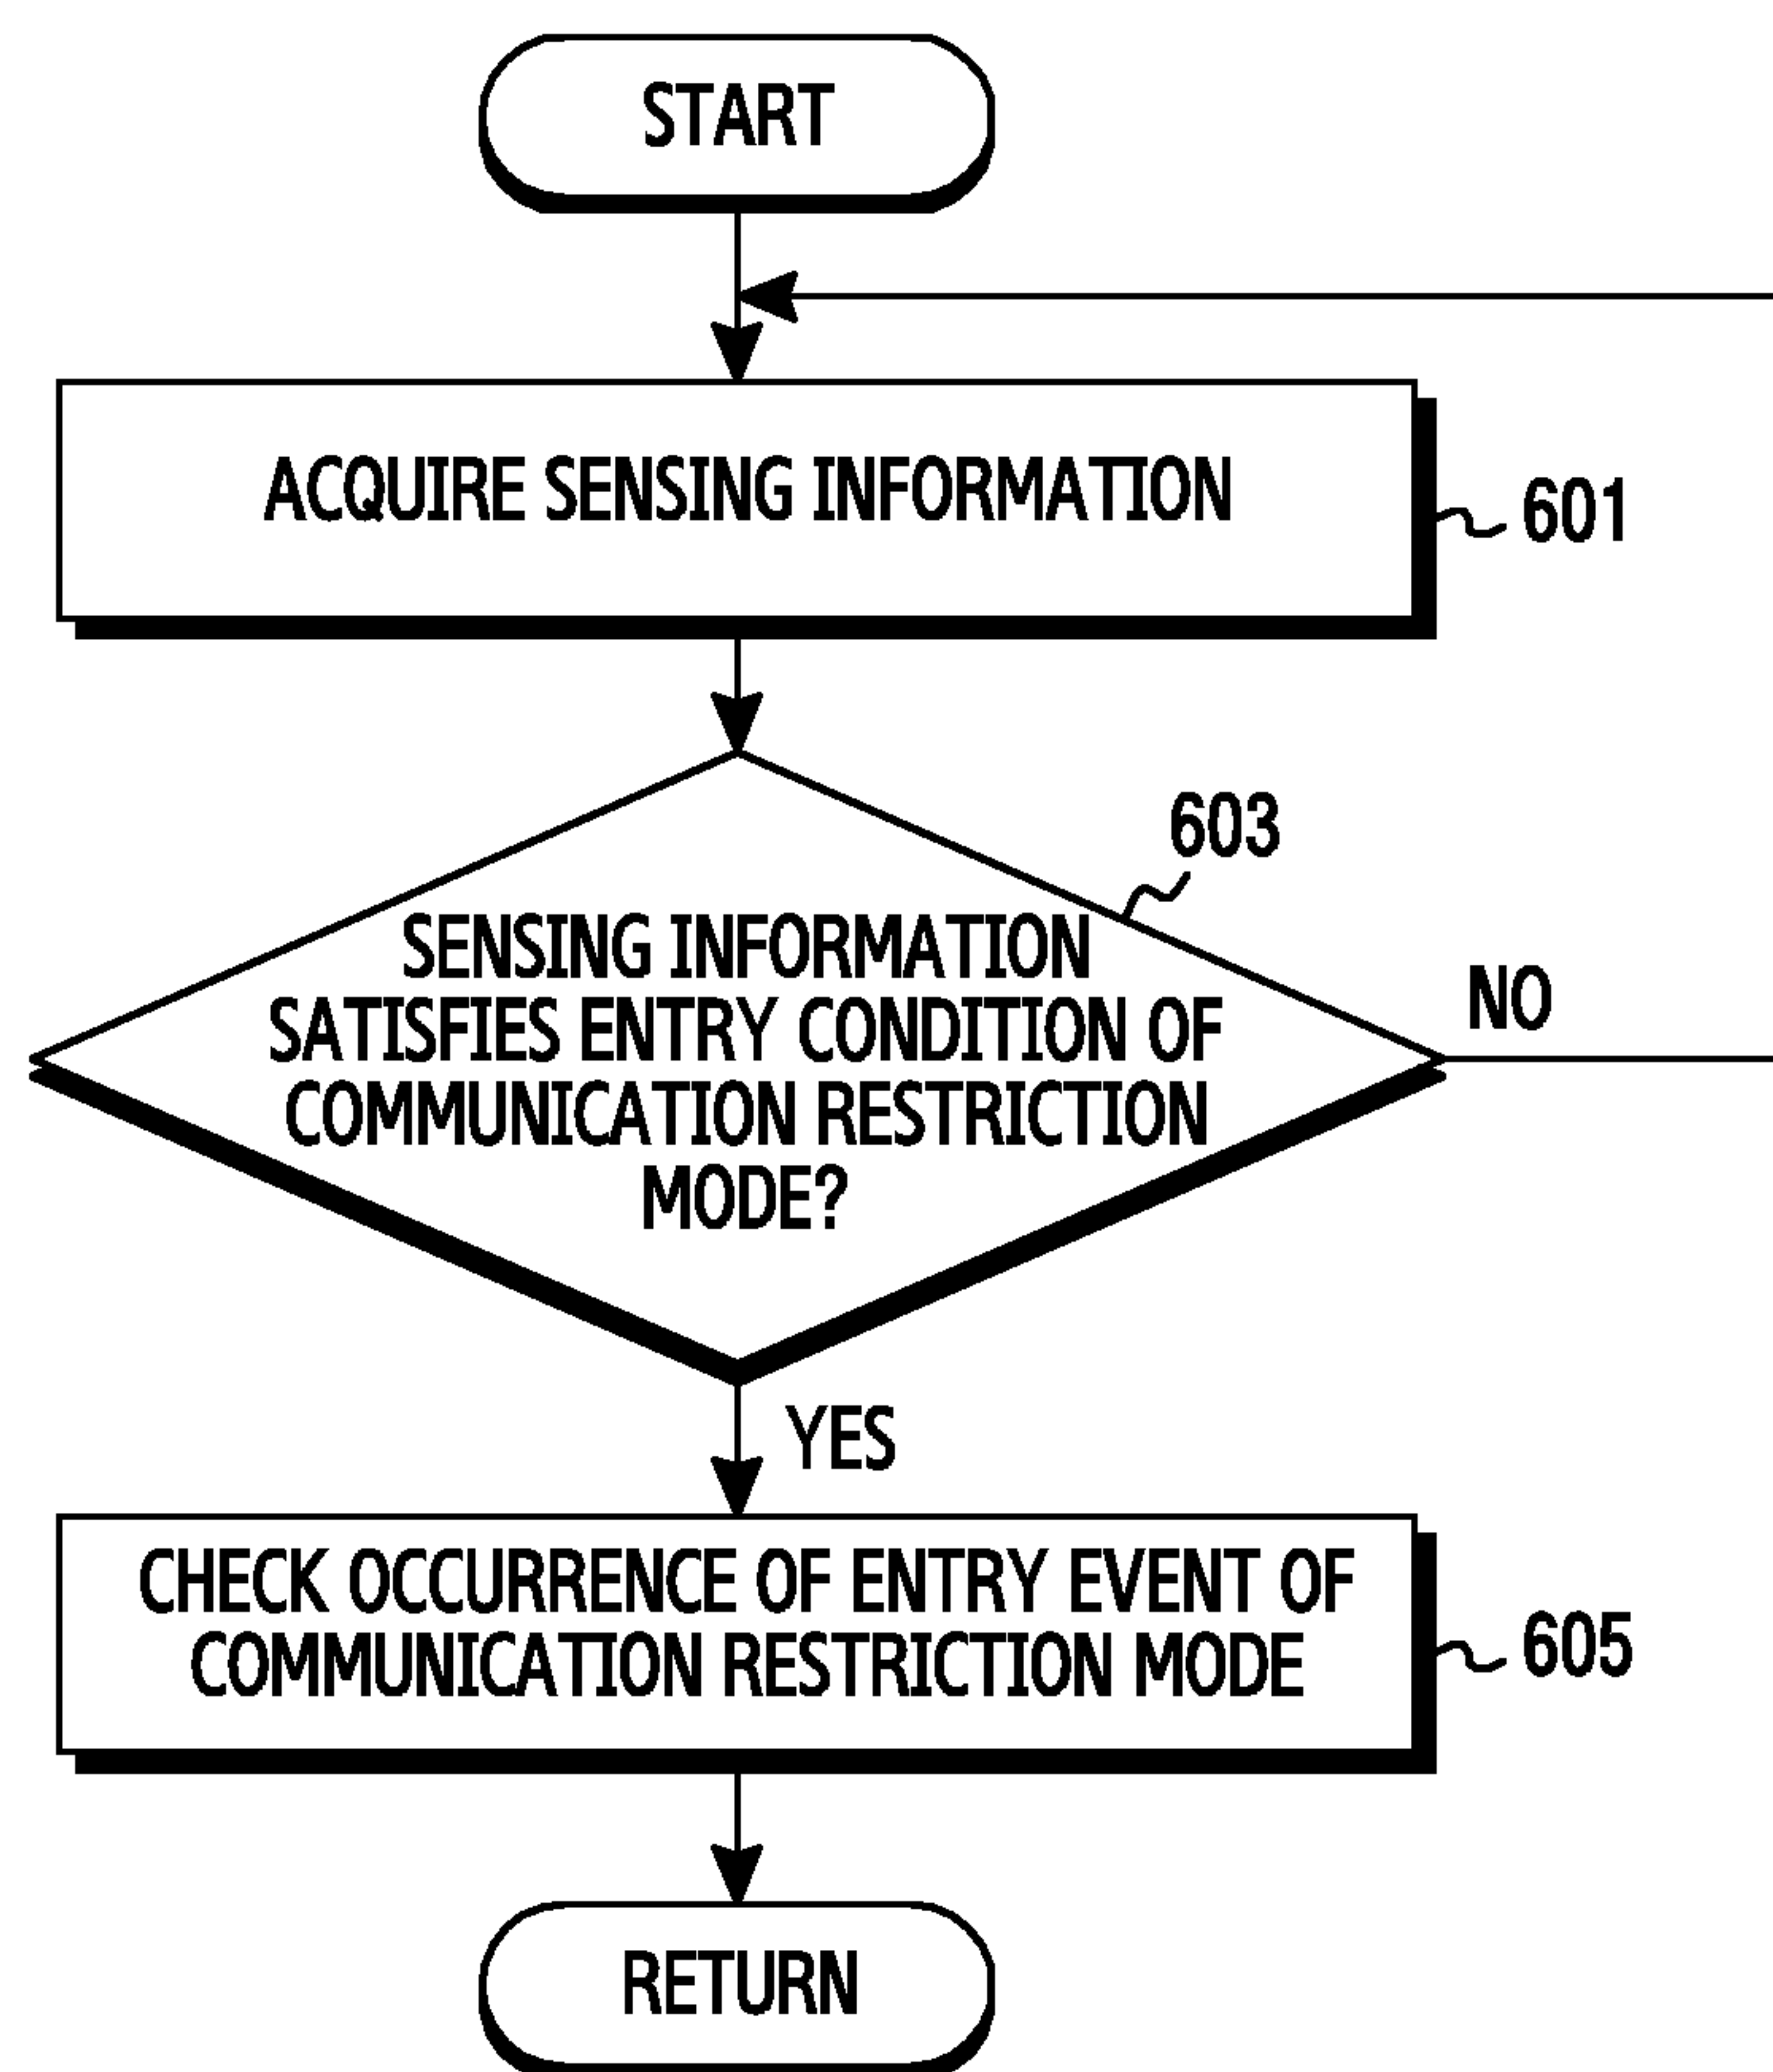 START
ACQUIRE SENSING INFORMATION
601
603
SENSING INFORMATION
SATISFIES ENTRY CONDITION OF
COMMUNICATION RESTRICTION
MODE?
NO
YES
CHECK OCCURRENCE OF ENTRY EVENT OF
COMMUNICATION RESTRICTION MODE
605
RETURN